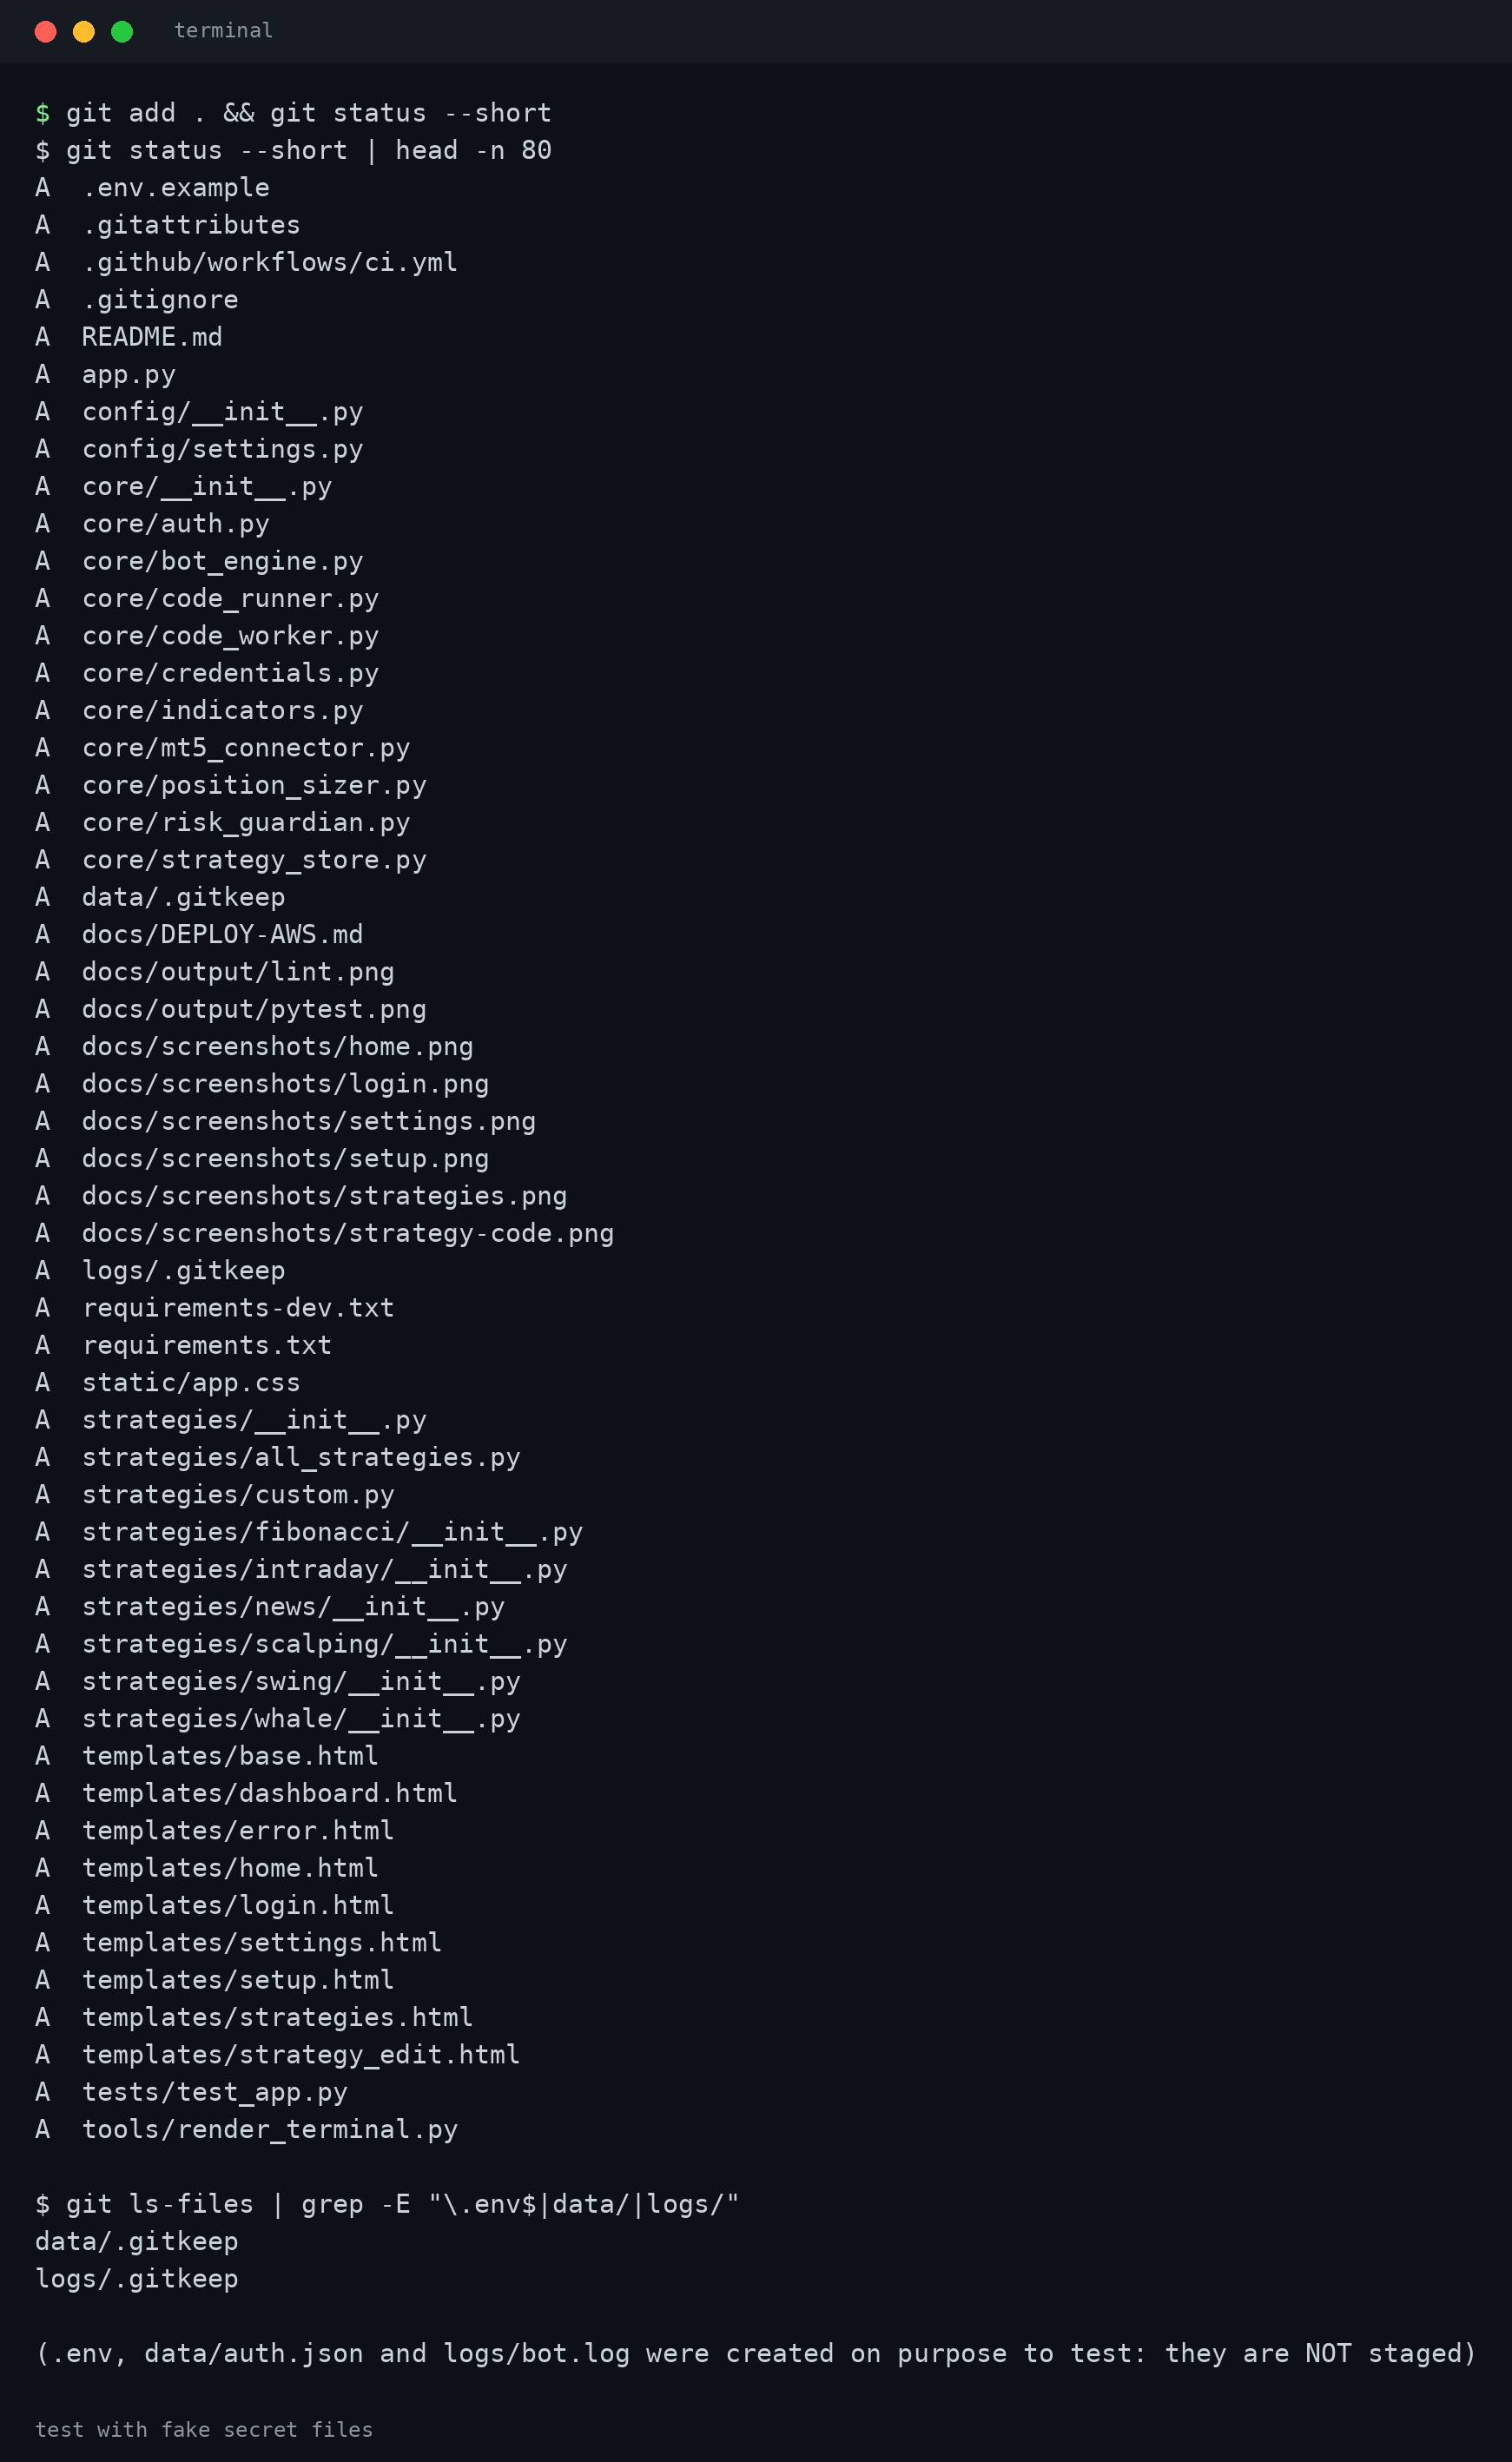 terminal
$ git add . && git status --short
$ git status --short | head -n 80
A  .env.example
A  .gitattributes
A  .github/workflows/ci.yml
A  .gitignore
A  README.md
A  app.py
A  config/__init__.py
A  config/settings.py
A  core/__init__.py
A  core/auth.py
A  core/bot_engine.py
A  core/code_runner.py
A  core/code_worker.py
A  core/credentials.py
A  core/indicators.py
A  core/mt5_connector.py
A  core/position_sizer.py
A  core/risk_guardian.py
A  core/strategy_store.py
A  data/.gitkeep
A  docs/DEPLOY-AWS.md
A  docs/output/lint.png
A  docs/output/pytest.png
A  docs/screenshots/home.png
A  docs/screenshots/login.png
A  docs/screenshots/settings.png
A  docs/screenshots/setup.png
A  docs/screenshots/strategies.png
A  docs/screenshots/strategy-code.png
A  logs/.gitkeep
A  requirements-dev.txt
A  requirements.txt
A  static/app.css
A  strategies/__init__.py
A  strategies/all_strategies.py
A  strategies/custom.py
A  strategies/fibonacci/__init__.py
A  strategies/intraday/__init__.py
A  strategies/news/__init__.py
A  strategies/scalping/__init__.py
A  strategies/swing/__init__.py
A  strategies/whale/__init__.py
A  templates/base.html
A  templates/dashboard.html
A  templates/error.html
A  templates/home.html
A  templates/login.html
A  templates/settings.html
A  templates/setup.html
A  templates/strategies.html
A  templates/strategy_edit.html
A  tests/test_app.py
A  tools/render_terminal.py
$ git ls-files | grep -E "\.env$|data/|logs/"
data/.gitkeep
logs/.gitkeep
(.env, data/auth.json and logs/bot.log were created on purpose to test: they are NOT staged)
test with fake secret files